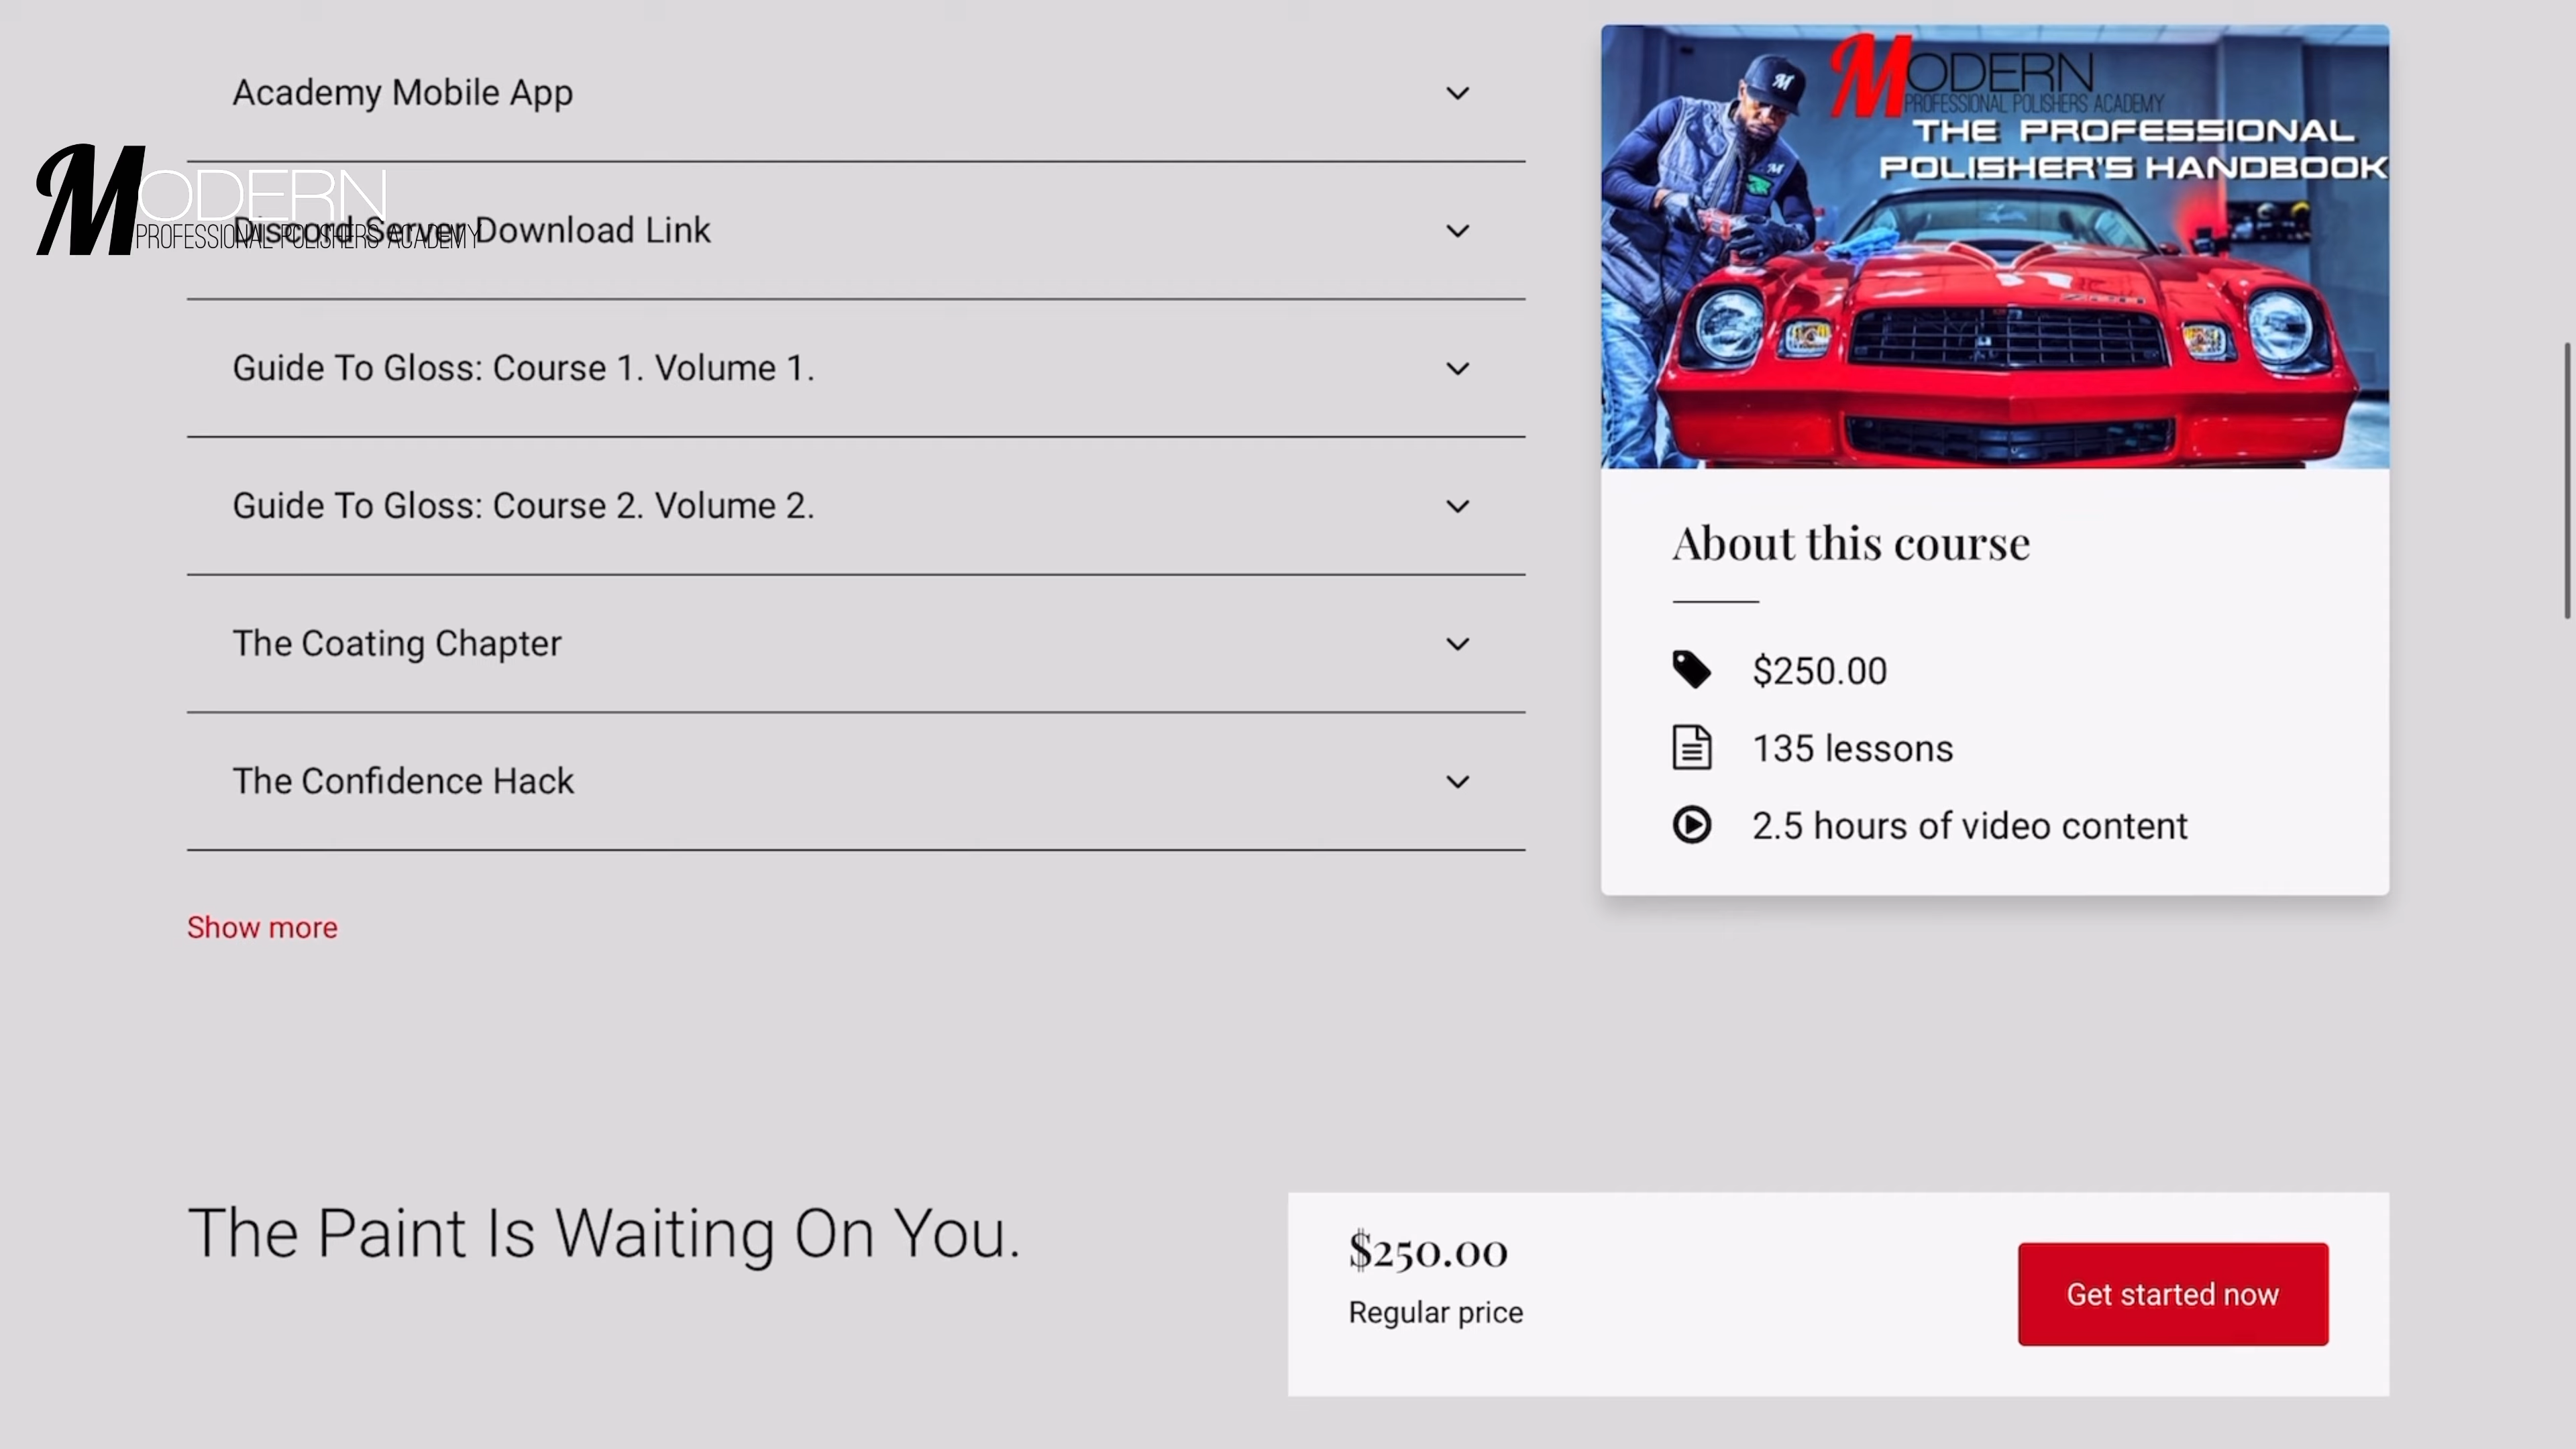 Academy Mobile App
MODERN
PROFESSIONAL POLISHERS ACADEMY
Discord Server Download Link
Guide To Gloss: Course 1. Volume 1.
Guide To Gloss: Course 2. Volume 2.
The Coating Chapter
The Confidence Hack
Show more
MODERN
PROFESSIONAL POLISHERS ACADEMY
THE PROFESSIONAL
POLISHER'S HANDBOOK
About this course
$250.00
135 lessons
2.5 hours of video content
The Paint Is Waiting On You.
$250.00
Regular price
Get started now